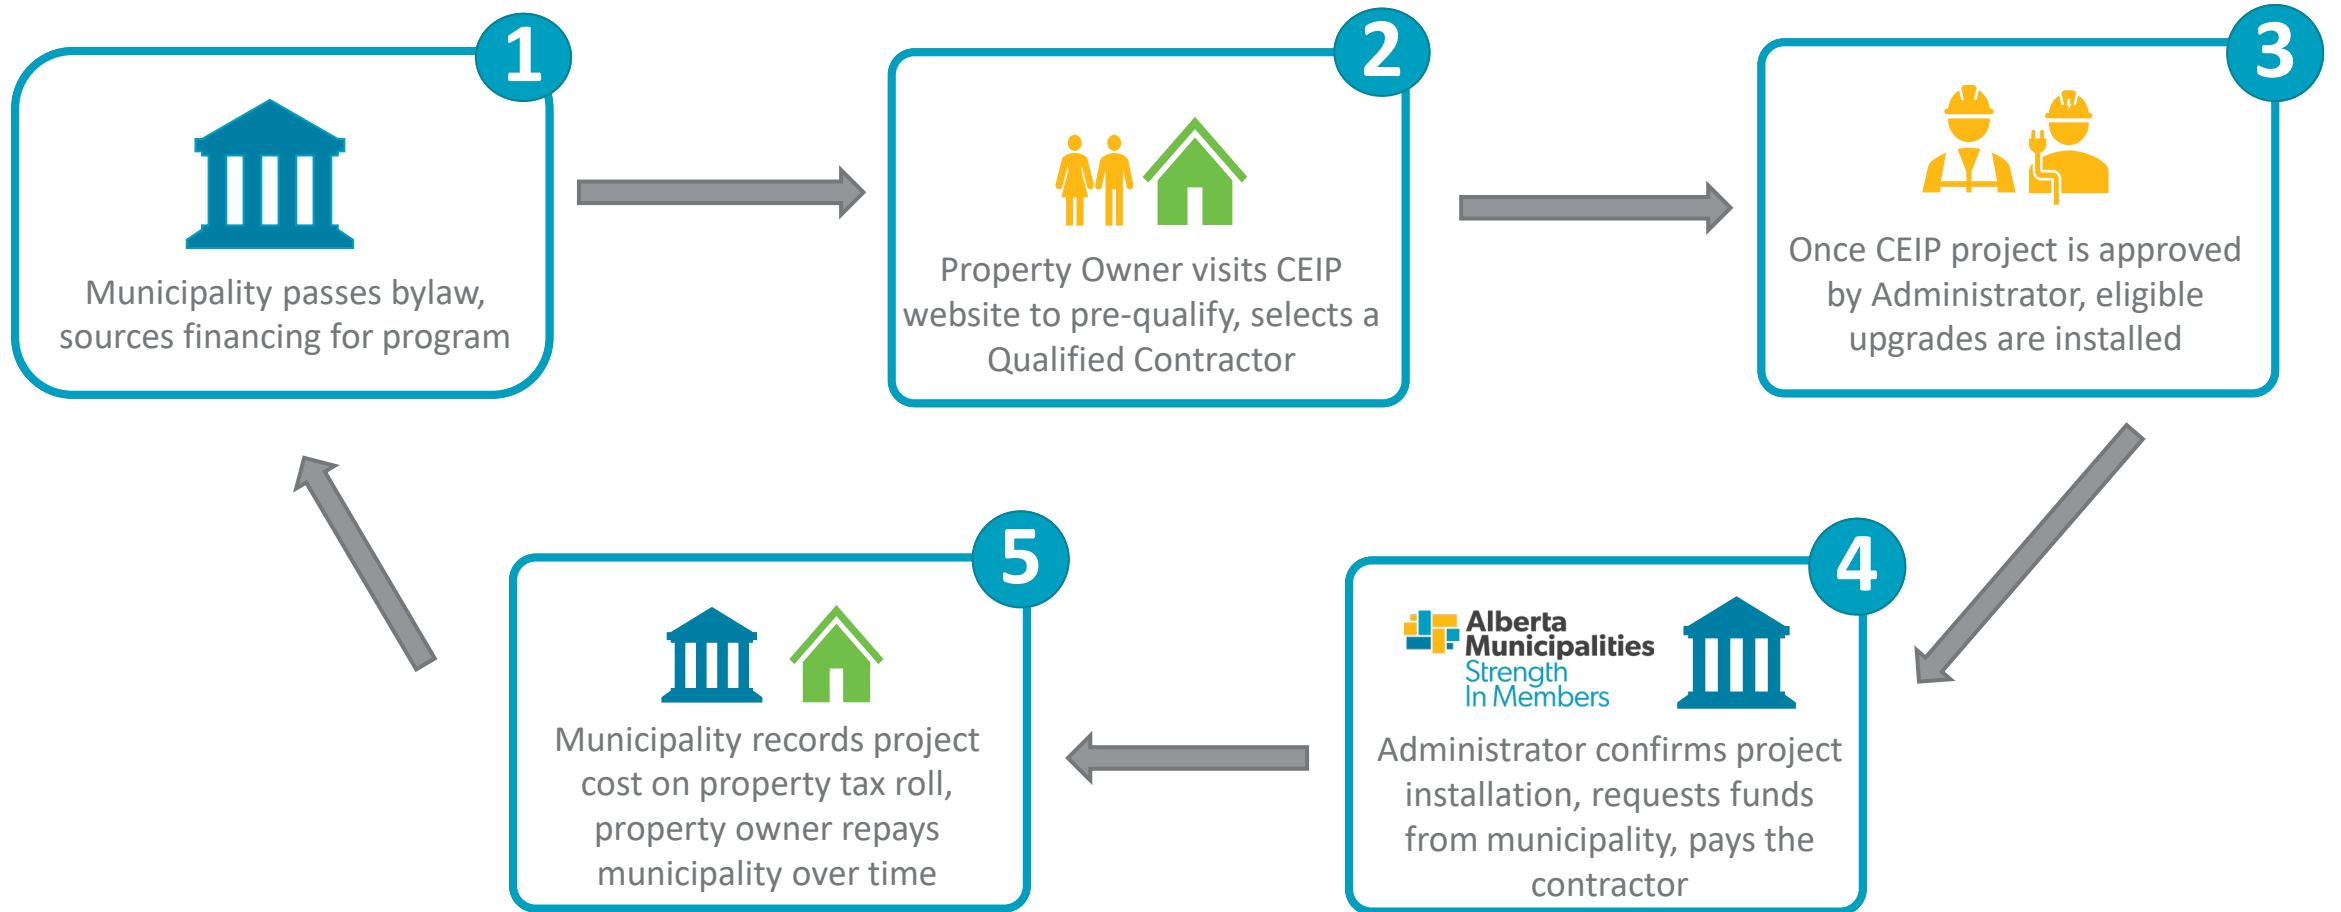 1
Municipality passes bylaw,
sources financing for program
2
Property Owner visits CEIP
website to pre-qualify, selects a
Qualified Contractor
3
Once CEIP project is approved
by Administrator, eligible
upgrades are installed
4
Alberta
Municipalities
Strength
In Members
Administrator confirms project
installation, requests funds
from municipality, pays the
contractor
5
Municipality records project
cost on property tax roll,
property owner repays
municipality over time